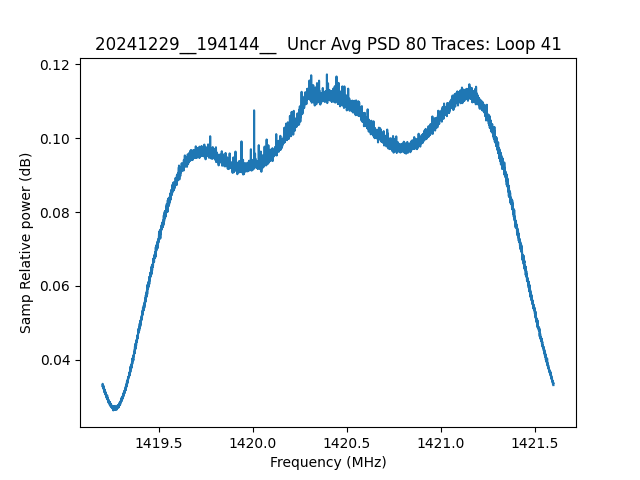 20241229__194144__  Uncr Avg PSD 80 Traces: Loop 41
0.12
0.10
0.08
0.06
0.04
Samp Relative power (dB)
1419.5 1420.0 1420.5 1421.0 1421.5
Frequency (MHz)